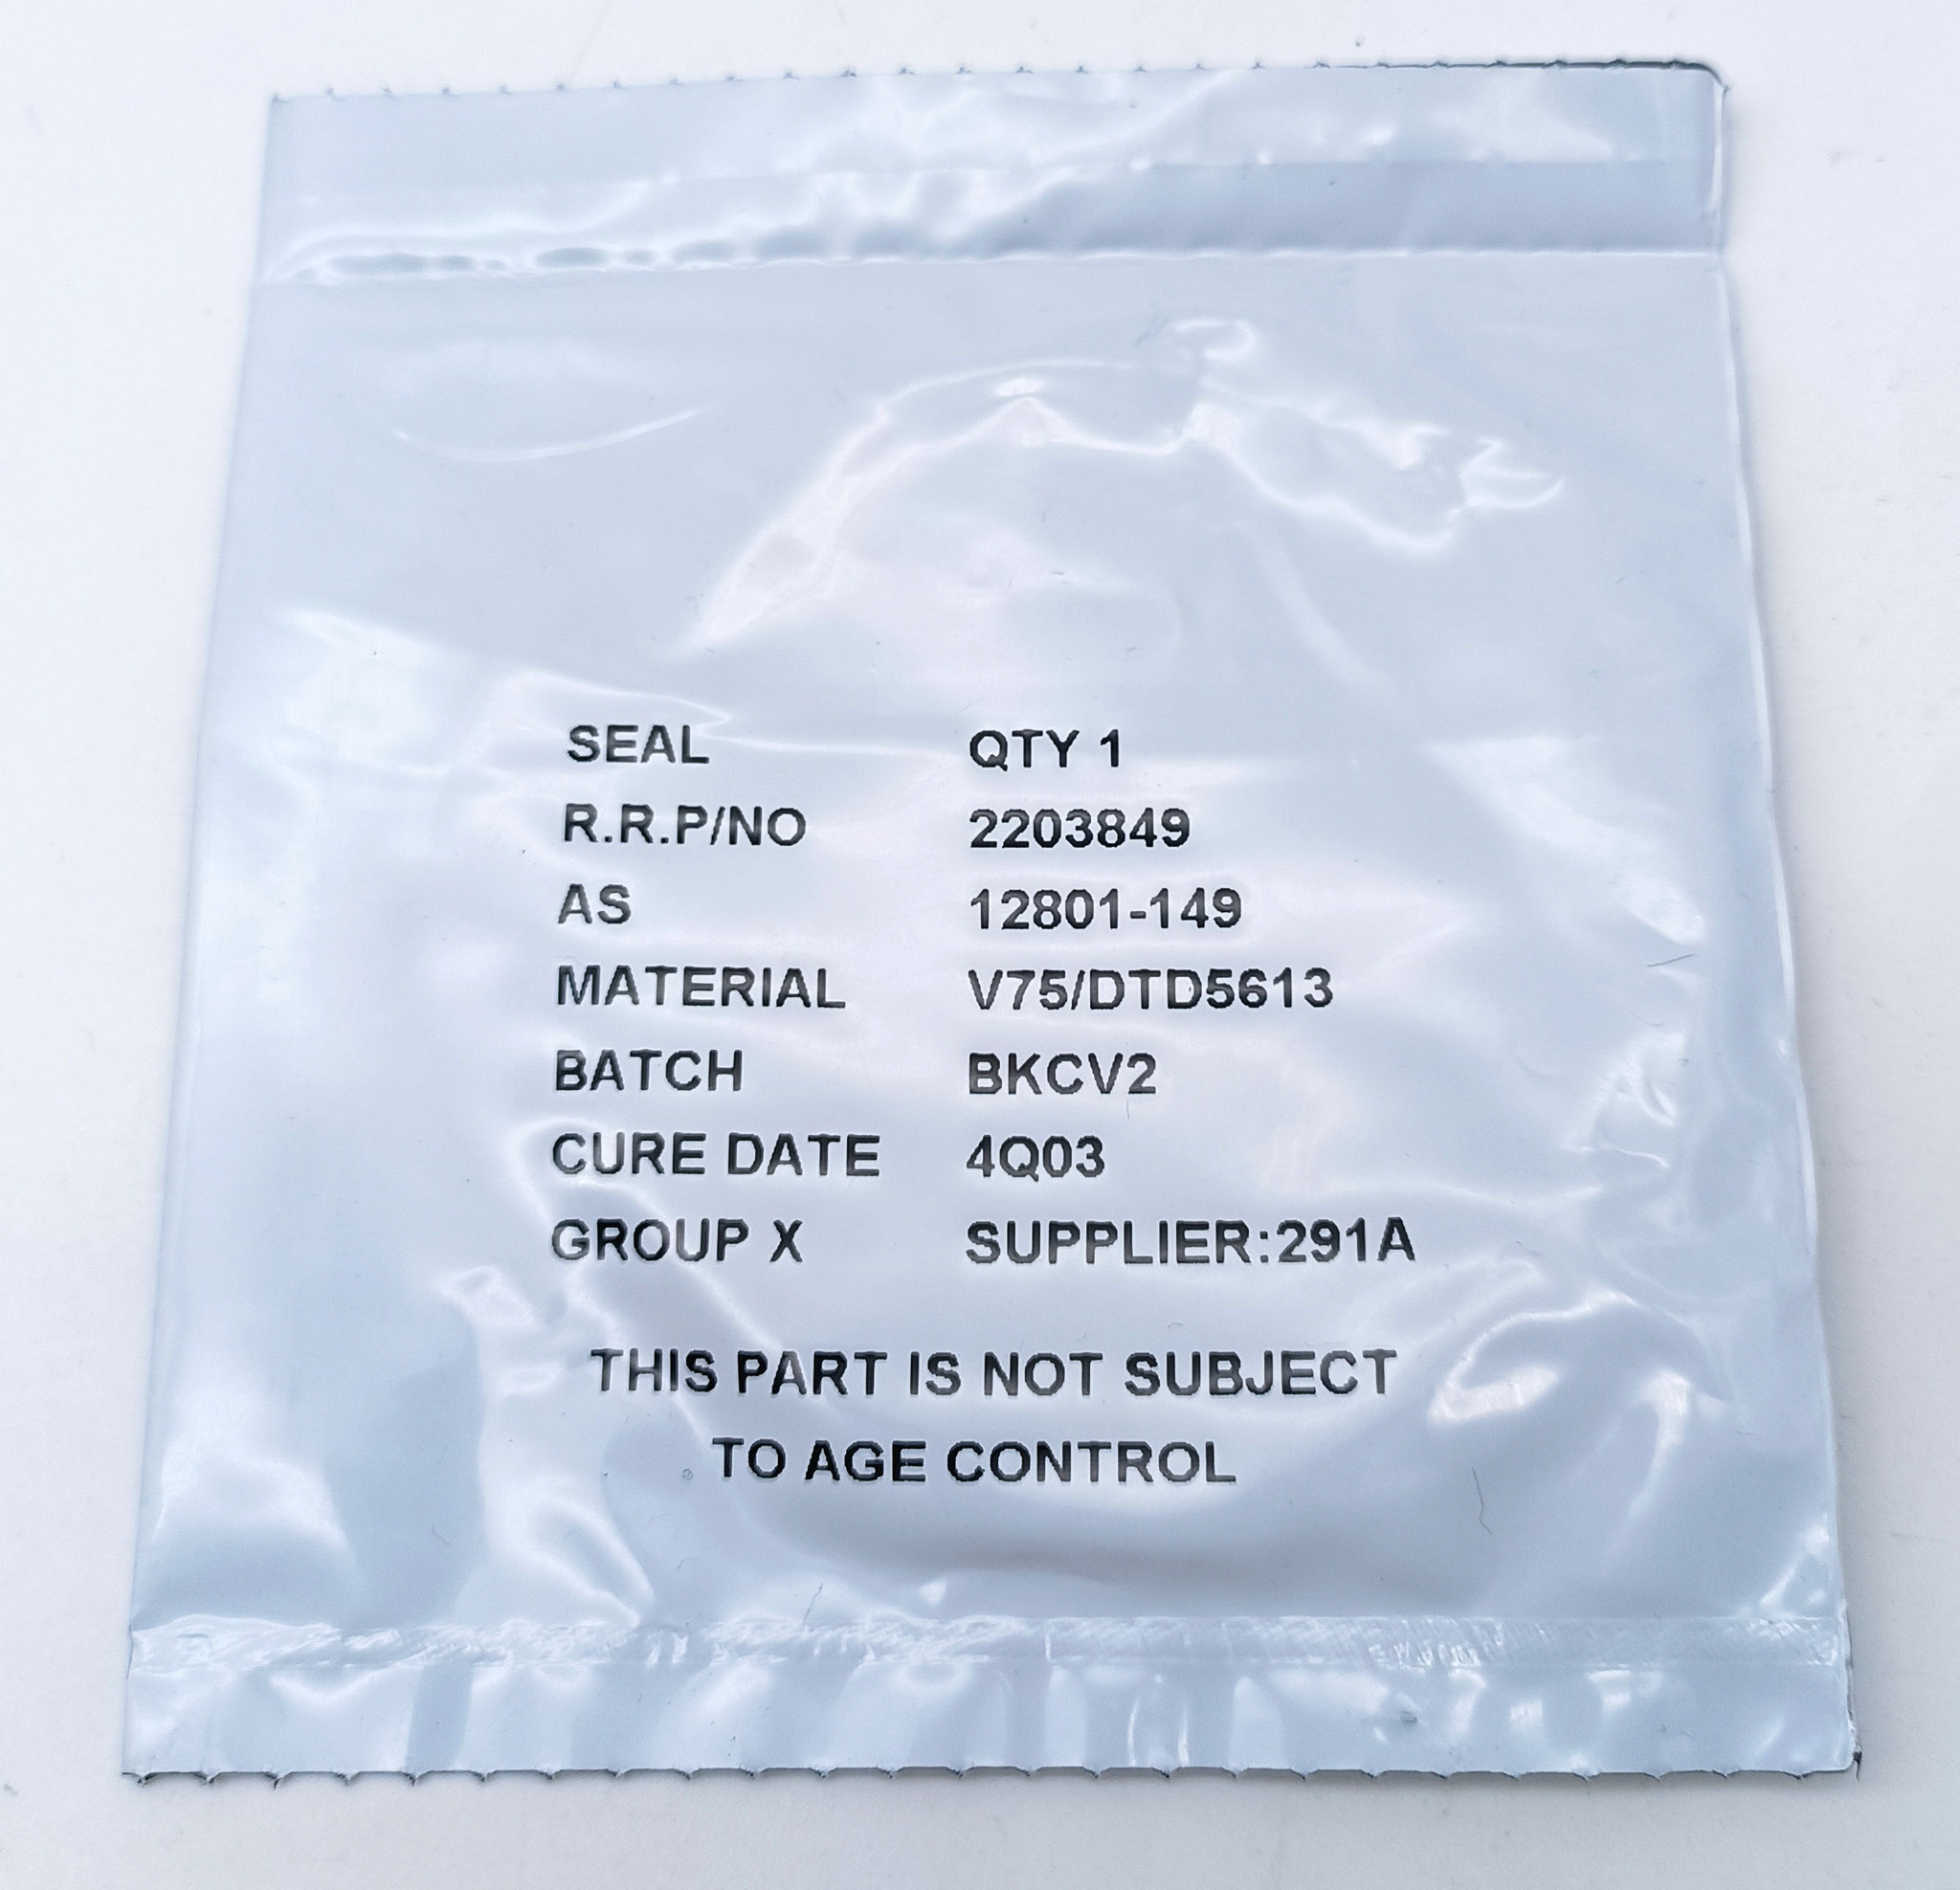 SEAL QTY 1
R.R.P/NO 2203849
AS 12801-149
MATERIAL V75/DTD5613
BATCH BKCV2
CURE DATE 4Q03
GROUP X SUPPLIER:291A
THIS PART IS NOT SUBJECT
TO AGE CONTROL